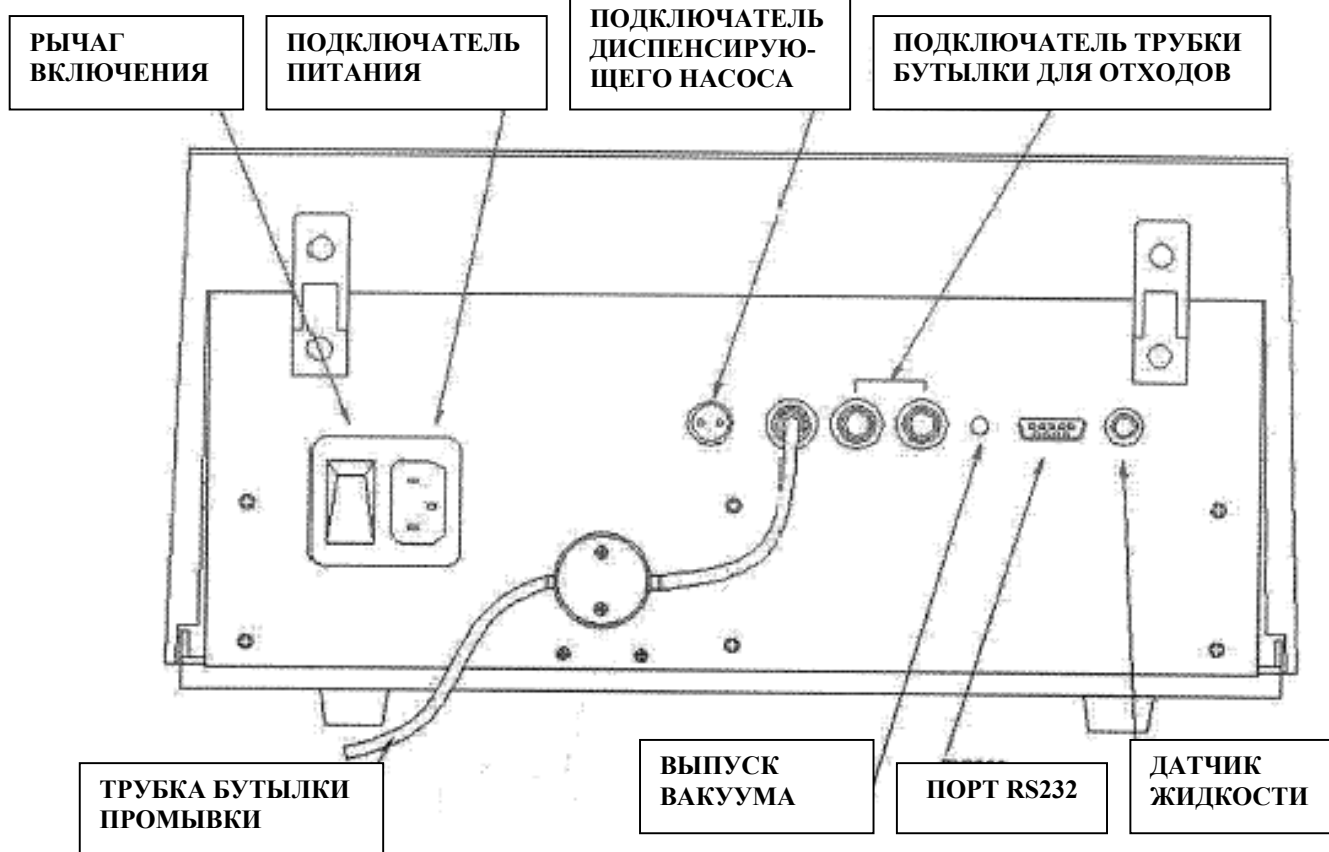 РЫЧАГ
ВКЛЮЧЕНИЯ
ПОДКЛЮЧАТЕЛЬ
ПИТАНИЯ
ПОДКЛЮЧАТЕЛЬ
ДИСПЕНСИРУЮ-
ЩЕГО НАСОСА
ПОДКЛЮЧАТЕЛЬ ТРУБКИ
БУТЫЛКИ ДЛЯ ОТХОДОВ
ТРУБКА БУТЫЛКИ
ПРОМЫВКИ
ВЫПУСК
ВАКУУМА
ПОРТ RS232
ДАТЧИК
ЖИДКОСТИ